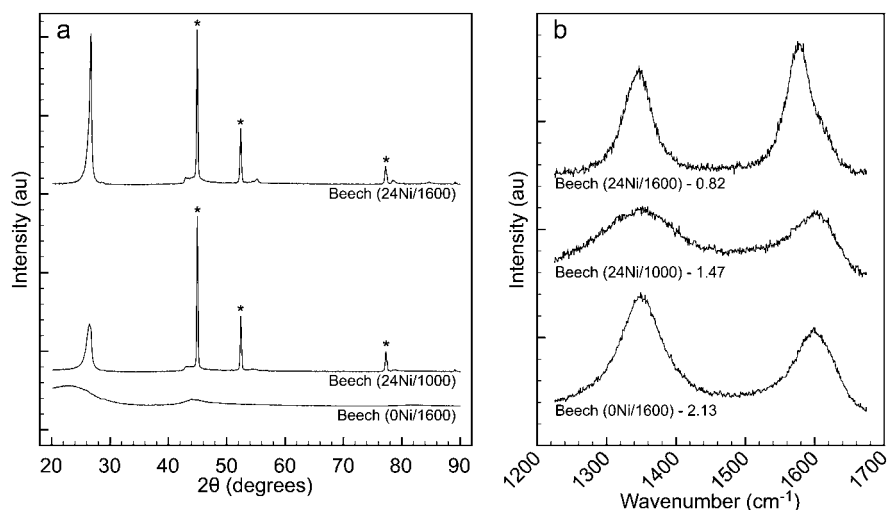 a
*
*
*
Beech (24Ni/1600)
*
*
*
Beech (24Ni/1000)
Beech (0Ni/1600)
Intensity (au)
20 30 40 50 60 70 80 90
2θ (degrees)
b
Beech (24Ni/1600) - 0.82
Beech (24Ni/1000) - 1.47
Beech (0Ni/1600) - 2.13
Intensity (au)
1200 1300 1400 1500 1600 1700
Wavenumber (cm⁻¹)